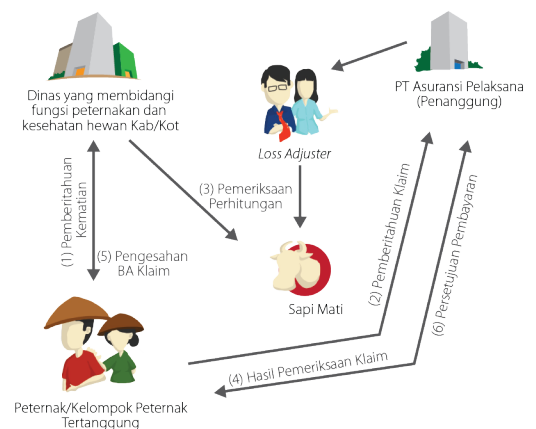 Dinas yang membidangi
fungsi peternakan dan
kesehatan hewan Kab/Kot
PT Asuransi Pelaksana
(Penanggung)
Loss Adjuster
(1) Pemberitahuan
Kematian
(5) Pengesahan
BA Klaim
(3) Pemeriksaan
Perhitungan
Sapi Mati
(2) Pemberitahuan Klaim
(6) Persetujuan Pembayaran
(4) Hasil Pemeriksaan Klaim
Peternak/Kelompok Peternak
Tertanggung